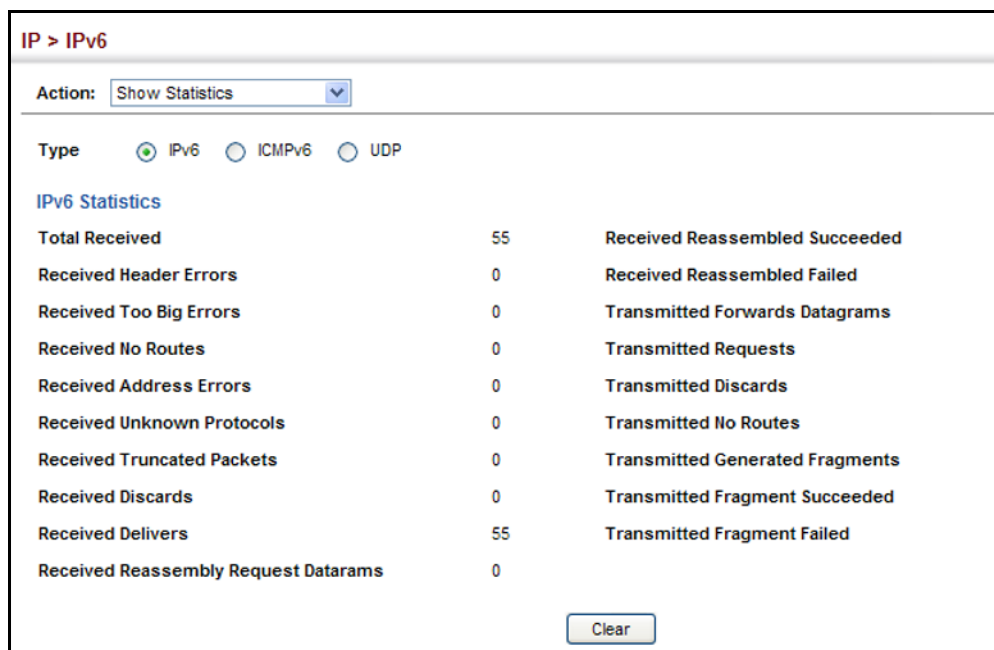 IP > IPv6
Action: Show Statistics
Type IPv6 ICMPv6 UDP
IPv6 Statistics
Total Received 55 Received Reassembled Succeeded
Received Header Errors 0 Received Reassembled Failed
Received Too Big Errors 0 Transmitted Forwards Datagrams
Received No Routes 0 Transmitted Requests
Received Address Errors 0 Transmitted Discards
Received Unknown Protocols 0 Transmitted No Routes
Received Truncated Packets 0 Transmitted Generated Fragments
Received Discards 0 Transmitted Fragment Succeeded
Received Delivers 55 Transmitted Fragment Failed
Received Reassembly Request Datarams 0
Clear